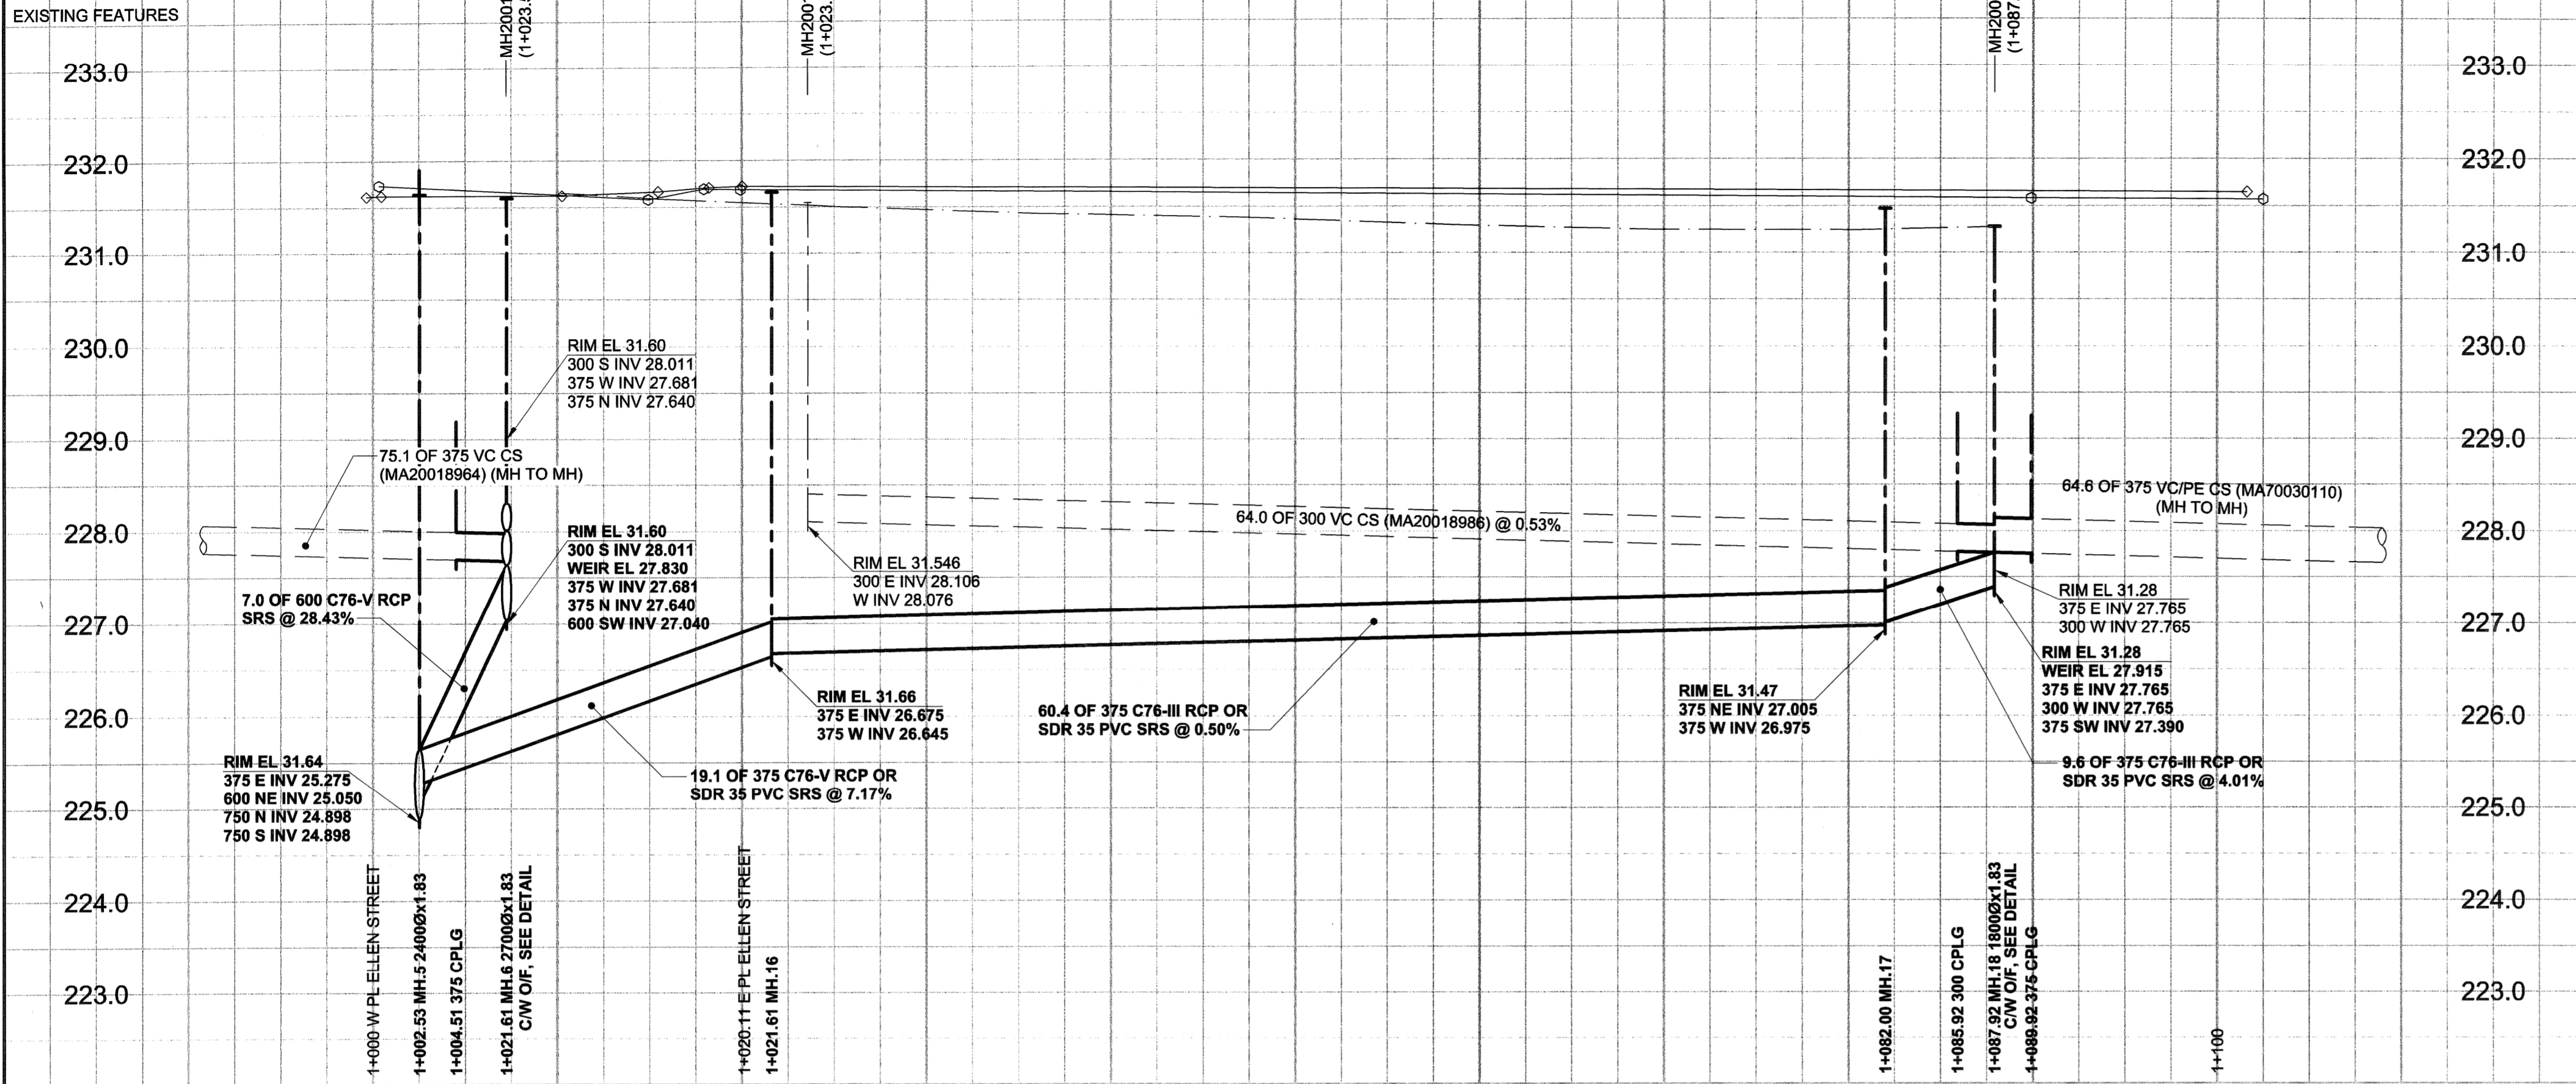 EXISTING FEATURES
MH2001
(1+023.
MH2001
(1+023.
MH200
(1+087.
233.0
233.0
232.0
232.0
231.0
231.0
230.0
230.0
229.0
229.0
228.0
228.0
227.0
227.0
226.0
226.0
225.0
225.0
224.0
224.0
223.0
223.0
RIM EL 31.60
300 S INV 28.011
375 W INV 27.681
375 N INV 27.640
75.1 OF 375 VC CS
(MA20018964) (MH TO MH)
RIM EL 31.60
300 S INV 28.011
WEIR EL 27.830
375 W INV 27.681
375 N INV 27.640
600 SW INV 27.040
7.0 OF 600 C76-V RCP
SRS @ 28.43%
64.0 OF 300 VC CS (MA20018986) @ 0.53%
RIM EL 31.546
300 E INV 28.106
W INV 28.076
64.6 OF 375 VC/PE CS (MA70030110)
(MH TO MH)
RIM EL 31.28
375 E INV 27.765
300 W INV 27.765
RIM EL 31.28
WEIR EL 27.915
375 E INV 27.765
300 W INV 27.765
375 SW INV 27.390
RIM EL 31.66
375 E INV 26.675
375 W INV 26.645
60.4 OF 375 C76-III RCP OR
SDR 35 PVC SRS @ 0.50%
RIM EL 31.47
375 NE INV 27.005
375 W INV 26.975
RIM EL 31.64
375 E INV 25.275
600 NE INV 25.050
750 N INV 24.898
750 S INV 24.898
19.1 OF 375 C76-V RCP OR
SDR 35 PVC SRS @ 7.17%
9.6 OF 375 C76-III RCP OR
SDR 35 PVC SRS @ 4.01%
1+000 W PL ELLEN STREET
1+002.53 MH.5 2400Øx1.83
1+004.51 375 CPLG
1+021.61 MH.6 2700Øx1.83
C/W O/F, SEE DETAIL
1+020.11 E PL ELLEN STREET
1+021.61 MH.16
1+082.00 MH.17
1+085.92 300 CPLG
1+087.92 MH.18 1800Øx1.83
C/W O/F, SEE DETAIL
1+089.92 375 CPLG
1+100